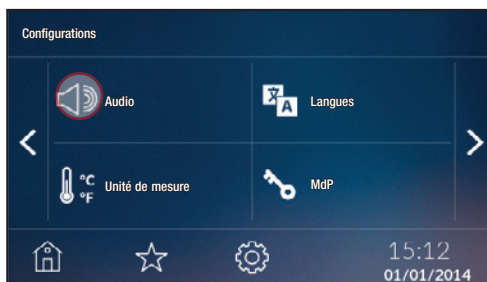 Configurations
Audio
Langues
°C
°F
Unité de mesure
MdP
15:12
01/01/2014